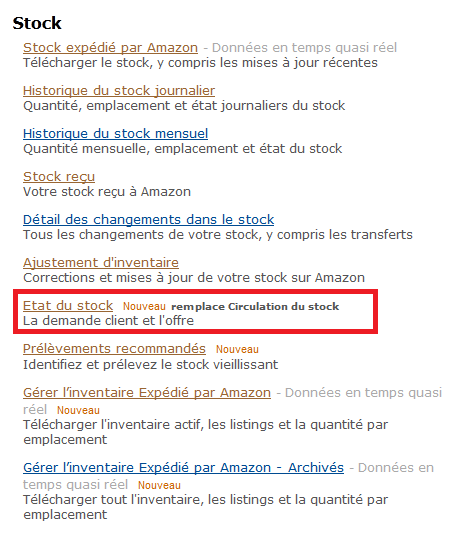 Stock
Stock expédié par Amazon - Données en temps quasi réel
Télécharger le stock, y compris les mises à jour récentes
Historique du stock journalier
Quantité, emplacement et état journaliers du stock
Historique du stock mensuel
Quantité mensuelle, emplacement et état du stock
Stock reçu
Votre stock reçu à Amazon
Détail des changements dans le stock
Tous les changements de votre stock, y compris les transferts
Ajustement d'inventaire
Corrections et mises à jour de votre stock sur Amazon
Etat du stock Nouveau remplace Circulation du stock
La demande client et l'offre
Prélèvements recommandés Nouveau
Identifiez et prélevez le stock vieillissant
Gérer l’inventaire Expédié par Amazon - Données en temps quasi
réel Nouveau
Télécharger l'inventaire actif, les listings et la quantité par
emplacement
Gérer l’inventaire Expédié par Amazon - Archivés - Données en
temps quasi réel Nouveau
Télécharger tout l'inventaire, les listings et la quantité par
emplacement